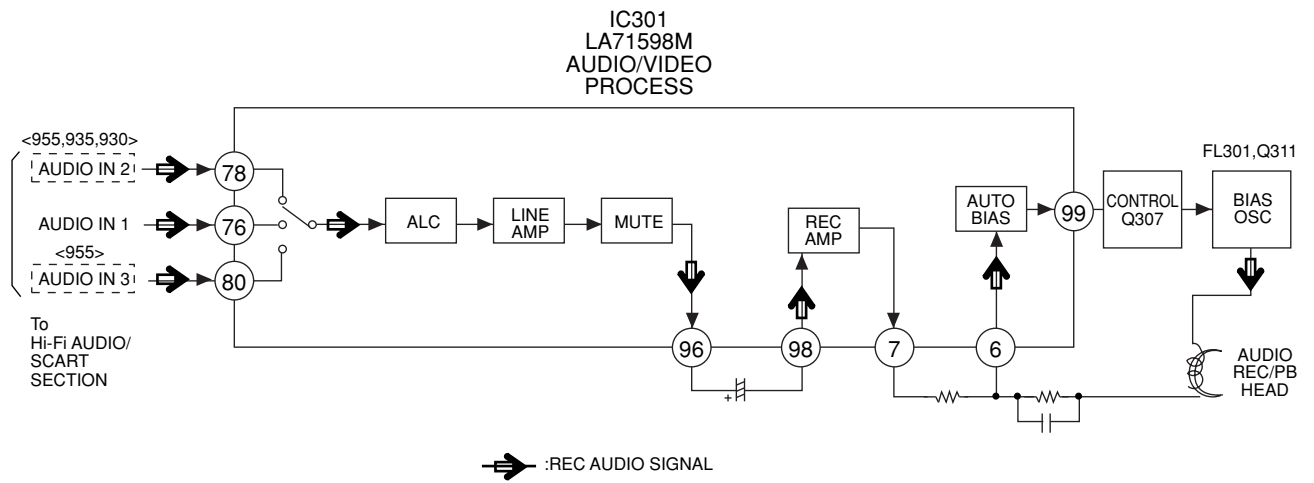 IC301
LA71598M
AUDIO/VIDEO
PROCESS
<955,935,930>
AUDIO IN 2
78
AUDIO IN 1
76
<955>
AUDIO IN 3
80
To
Hi-Fi AUDIO/
SCART
SECTION
ALC
LINE
AMP
MUTE
REC
AMP
AUTO
BIAS
99
CONTROL
Q307
FL301,Q311
BIAS
OSC
96
+
98
7
6
AUDIO
REC/PB
HEAD
:REC AUDIO SIGNAL